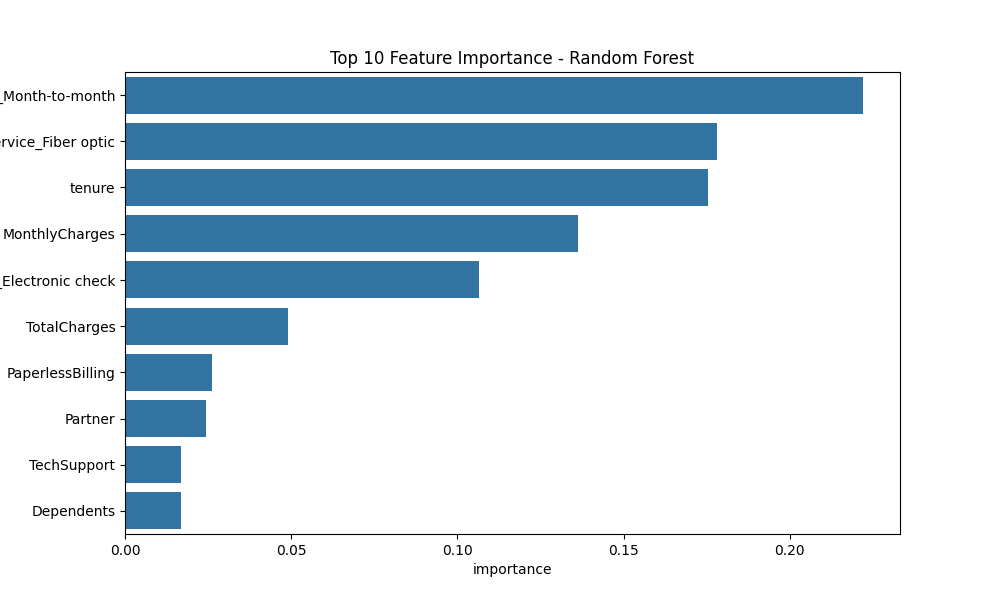 Top 10 Feature Importance - Random Forest
_Month-to-month
rvice_Fiber optic
tenure
MonthlyCharges
_Electronic check
TotalCharges
PaperlessBilling
Partner
TechSupport
Dependents
0.00 0.05 0.10 0.15 0.20
importance